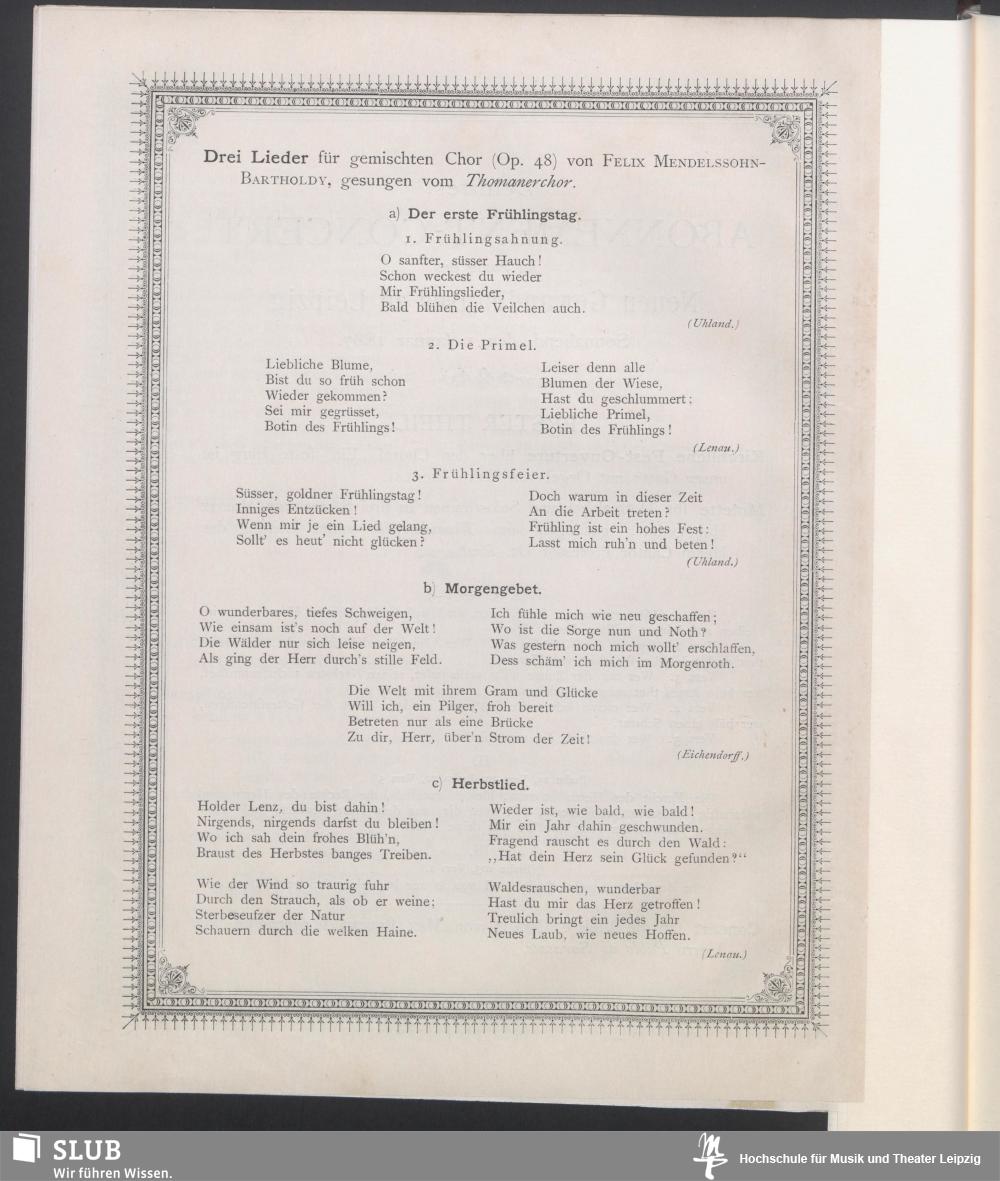 Drei Lieder für gemischten Chor (Op. 48) von FELIX MENDELSSOHN-
BARTHOLDY, gesungen vom Thomanerchor.
a) Der erste Frühlingstag.
1. Frühlingsahnung.
O sanfter, süsser Hauch!
Schon weckest du wieder
Mir Frühlingslieder,
Bald blühen die Veilchen auch.
(Uhland.)
2. Die Primel.
Liebliche Blume,
Bist du so früh schon
Wieder gekommen?
Sei mir gegrüsset,
Botin des Frühlings!
Leiser denn alle
Blumen der Wiese,
Hast du geschlummert:
Liebliche Primel,
Botin des Frühlings!
(Lenau.)
3. Frühlingsfeier.
Süsser, goldner Frühlingstag!
Inniges Entzücken!
Wenn mir je ein Lied gelang,
Sollt' es heut' nicht glücken?
Doch warum in dieser Zeit
An die Arbeit treten?
Frühling ist ein hohes Fest:
Lasst mich ruh'n und beten!
(Uhland.)
b) Morgengebet.
O wunderbares, tiefes Schweigen,
Wie einsam ist's noch auf der Welt!
Die Wälder nur sich leise neigen,
Als ging der Herr durch's stille Feld.
Ich fühle mich wie neu geschaffen;
Wo ist die Sorge nun und Noth?
Was gestern noch mich wollt' erschlaffen,
Dess schäm' ich mich im Morgenroth.
Die Welt mit ihrem Gram und Glücke
Will ich, ein Pilger, froh bereit
Betreten nur als eine Brücke
Zu dir, Herr, über'n Strom der Zeit!
(Eichendorff.)
c) Herbstlied.
Holder Lenz, du bist dahin!
Nirgends, nirgends darfst du bleiben!
Wo ich sah dein frohes Blüh'n,
Braust des Herbstes banges Treiben.
Wie der Wind so traurig fuhr
Durch den Strauch, als ob er weine;
Sterbeseufzer der Natur
Schauern durch die welken Haine.
Wieder ist, wie bald, wie bald!
Mir ein Jahr dahin geschwunden.
Fragend rauscht es durch den Wald:
„Hat dein Herz sein Glück gefunden?“
Waldesrauschen, wunderbar
Hast du mir das Herz getroffen!
Treulich bringt ein jedes Jahr
Neues Laub, wie neues Hoffen.
(Lenau.)
SLUB
Wir führen Wissen.
Hochschule für Musik und Theater Leipzig